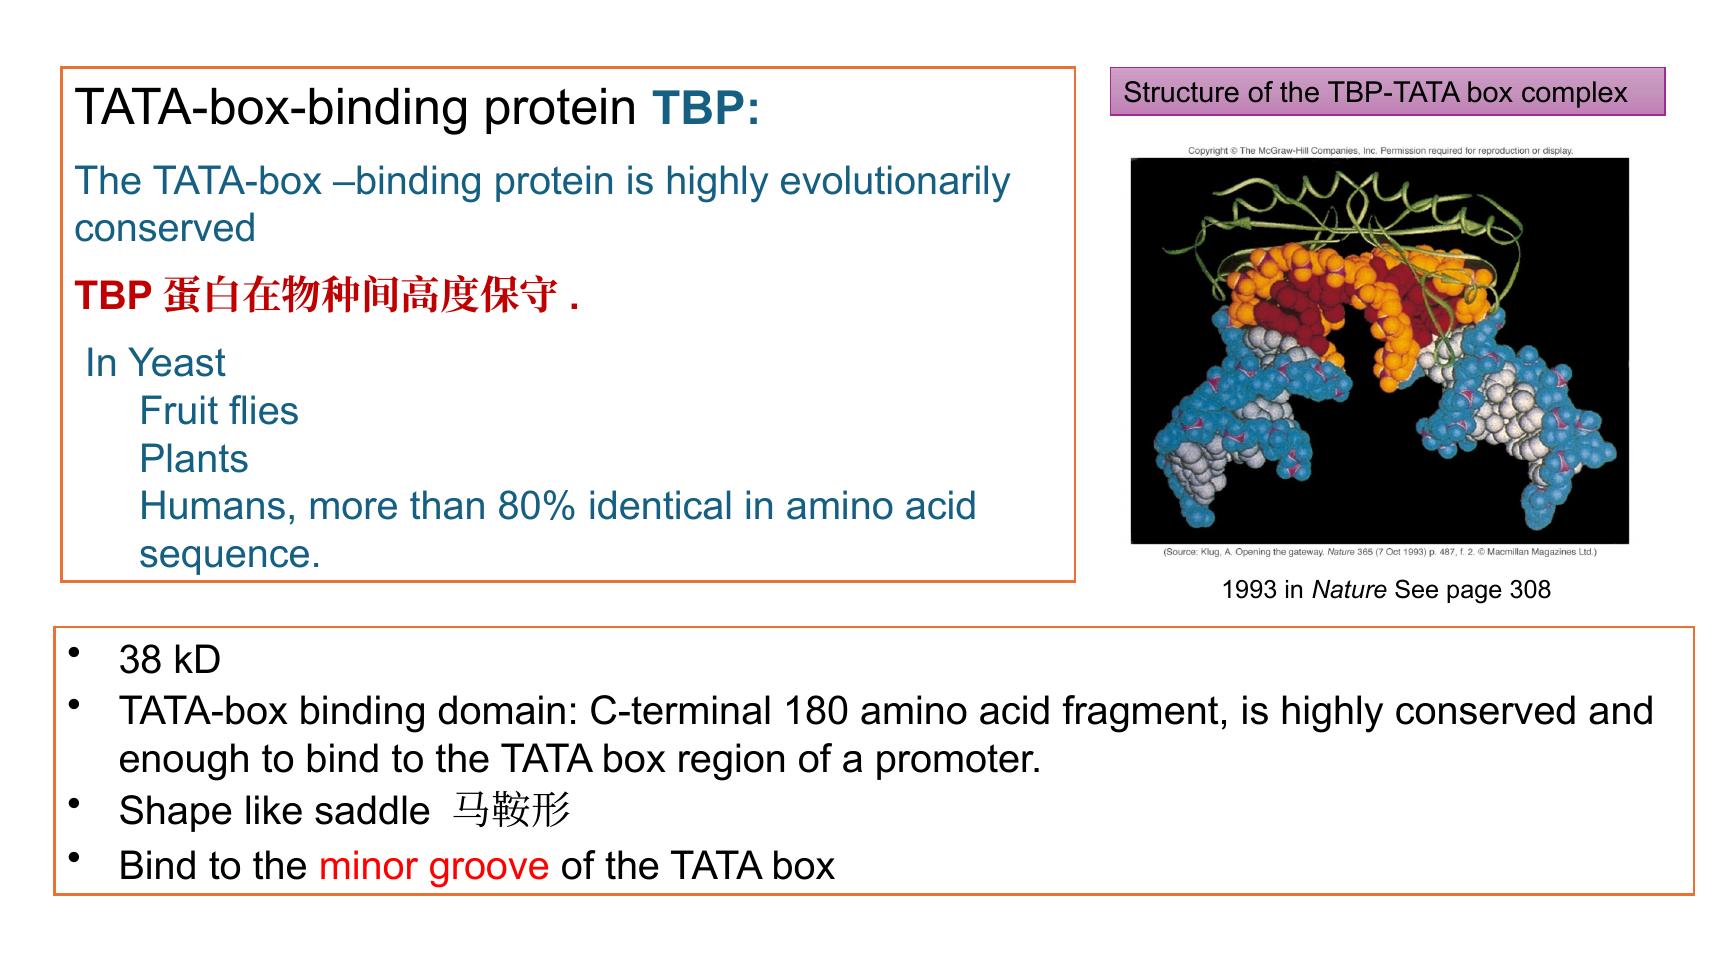 TATA-box-binding protein TBP:
The TATA-box –binding protein is highly evolutionarily
conserved
TBP 蛋白在物种间高度保守 .
In Yeast
Fruit flies
Plants
Humans, more than 80% identical in amino acid
sequence.
Structure of the TBP-TATA box complex
Copyright © The McGraw-Hill Companies, Inc. Permission required for reproduction or display.
(Source: Klug, A. Opening the gateway. Nature 365 (7 Oct 1993) p. 487, f. 2. © Macmillan Magazines Ltd.)
1993 in Nature See page 308
• 38 kD
• TATA-box binding domain: C-terminal 180 amino acid fragment, is highly conserved and
enough to bind to the TATA box region of a promoter.
• Shape like saddle 马鞍形
• Bind to the minor groove of the TATA box